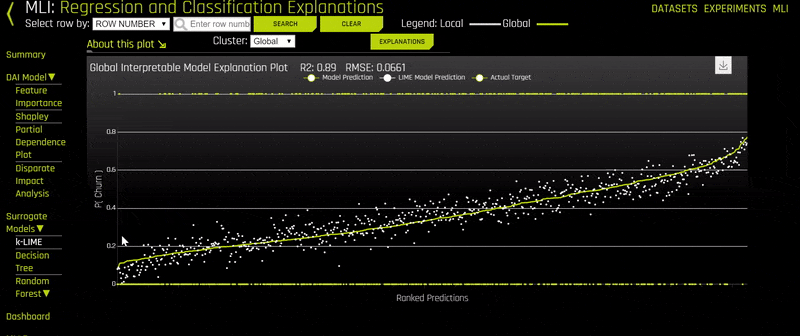 MLI: Regression and Classification Explanations
DATASETS EXPERIMENTS MLI
Select row by: ROW NUMBER Enter row numb SEARCH CLEAR Legend: Local Global
About this plot Cluster: Global EXPLANATIONS
Summary
DAI Model
Feature
Importance
Shapley
Partial
Dependence
Plot
Disparate
Impact
Analysis
Surrogate
Models
k-LIME
Decision
Tree
Random
Forest
Dashboard
Global Interpretable Model Explanation Plot R2: 0.89 RMSE: 0.0661
Model Prediction LIME Model Prediction Actual Target
1
0.8
0.6
0.4
0.2
0
P( Churn )
Ranked Predictions